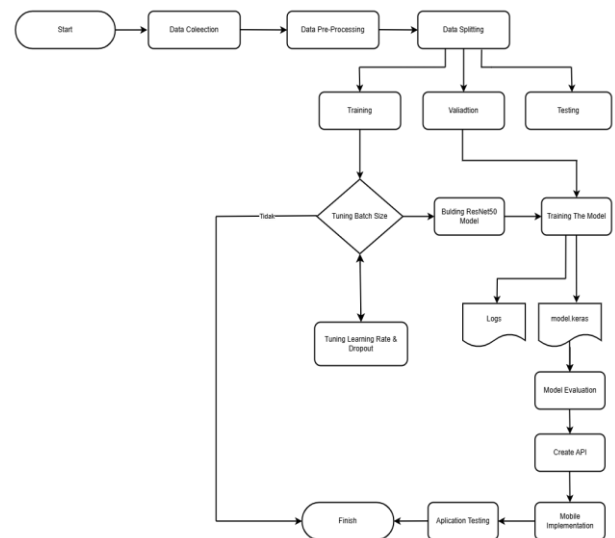 Start
Data Coleection
Data Pre-Processing
Data Splitting
Training
Valiadtion
Testing
Tidak
Tuning Batch Size
Bulding ResNet50
Model
Training The Model
Tuning Learning Rate &
Dropout
Logs
model.keras
Model Evaluation
Create API
Finish
Aplication Testing
Mobile
Implementation